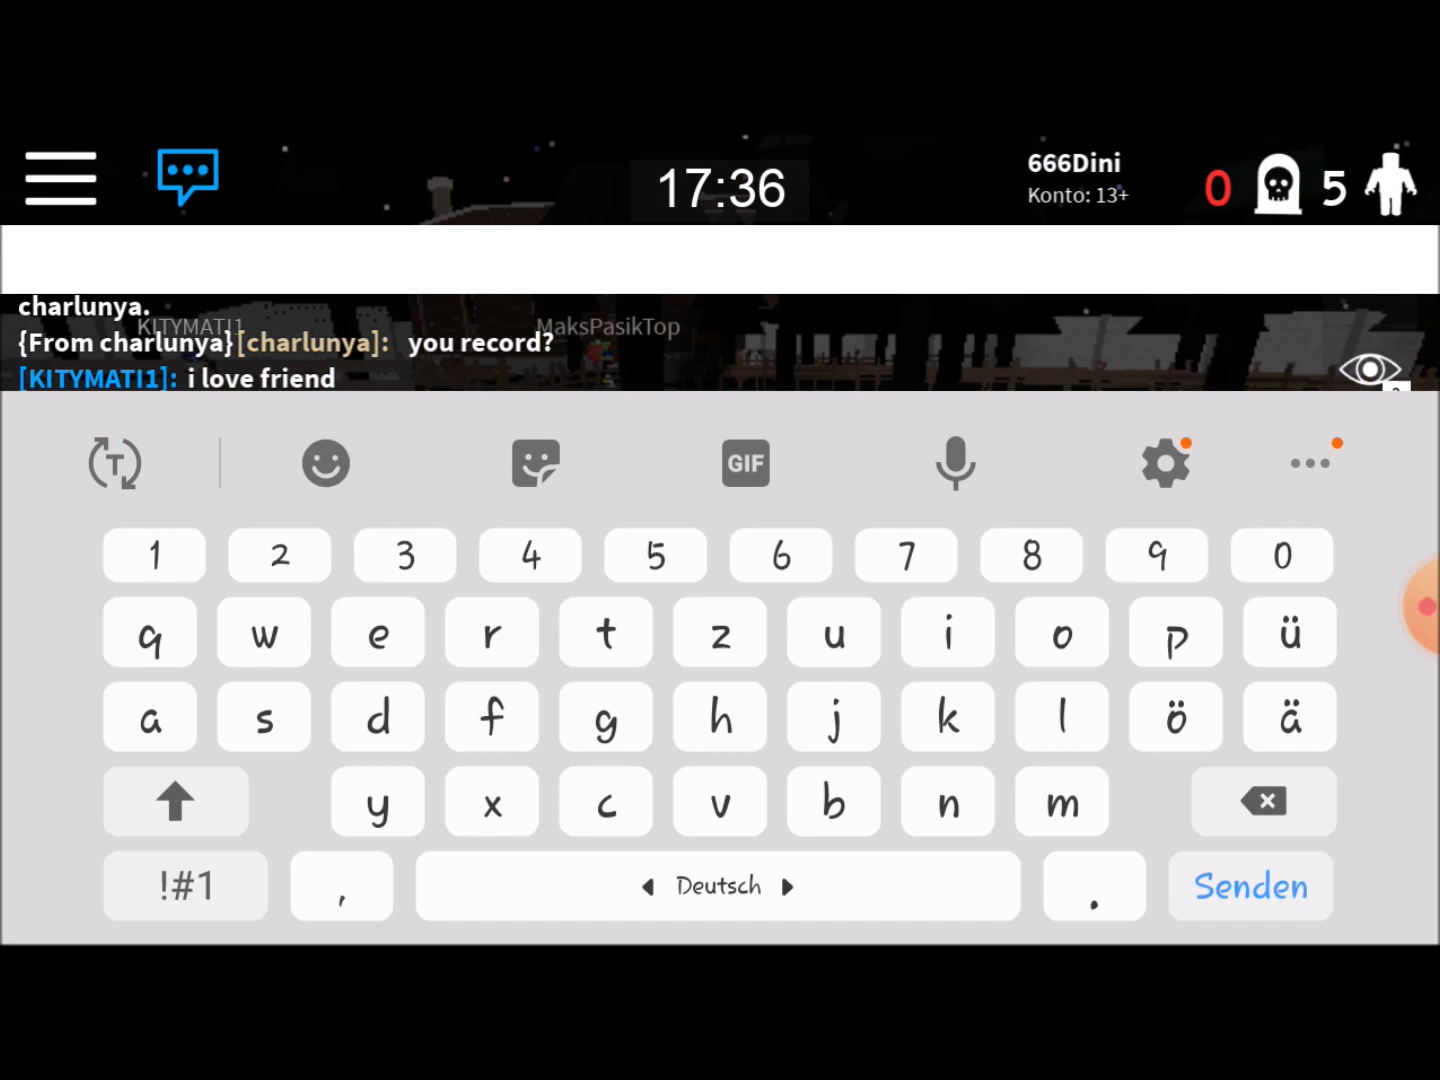 666Dini
17:36
Konto: 13+
0 5
charlunya.
KITYMATI1 MaksPasikTop
{From charlunya}[charlunya]: you record?
[KITYMATI1]: i love friend
T GIF
1 2 3 4 5 6 7 8 9 0
q w e r t z u i o p ü
a s d f g h j k l ö ä
y x c v b n m
!#1 , Deutsch . Senden